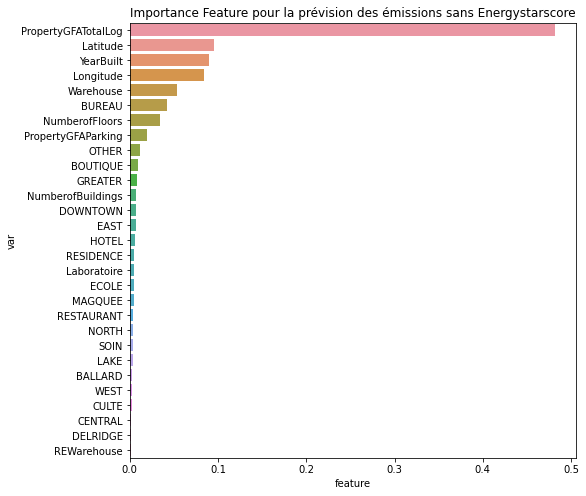 Importance Feature pour la prévision des émissions sans Energystarscore
PropertyGFATotalLog
Latitude
YearBuilt
Longitude
Warehouse
BUREAU
NumberofFloors
PropertyGFAParking
OTHER
BOUTIQUE
GREATER
NumberofBuildings
DOWNTOWN
EAST
HOTEL
RESIDENCE
Laboratoire
ECOLE
MAGQUEE
RESTAURANT
NORTH
SOIN
LAKE
BALLARD
WEST
CULTE
CENTRAL
DELRIDGE
REWarehouse
var
0.0 0.1 0.2 0.3 0.4 0.5
feature